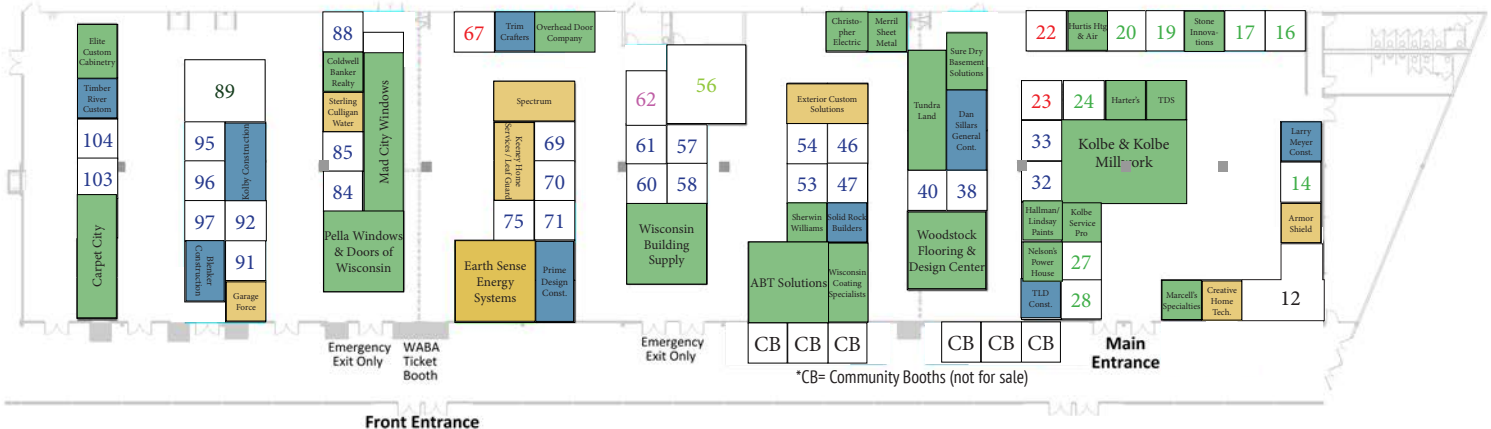 Elite
Custom
Cabinetry
Timber
River
Custom
104
103
Carpet City
89
95
Kolby Construction
96
97
92
Blenker
Construction
91
Garage
Force
88
Coldwell
Banker
Realty
Sterling
Culligan
Water
Mad City Windows
85
84
Pella Windows
& Doors of
Wisconsin
67
Trim
Crafters
Overhead Door
Company
Spectrum
Keeney Home
Services / Leaf Guard
69
70
75
71
Earth Sense
Energy
Systems
Prime
Design
Const.
62
56
61
57
60
58
Wisconsin
Building
Supply
Christo-
pher
Electric
Merril
Sheet
Metal
Exterior Custom
Solutions
54
46
53
47
Sherwin
Williams
Solid Rock
Builders
ABT Solutions
Wisconsin
Coating
Specialists
Tundra
Land
Sure Dry
Basement
Solutions
Dan
Sillars
General
Cont.
40
38
Woodstock
Flooring &
Design Center
22
Hurtis Htg
& Air
20
19
Stone
Innova-
tions
17
16
23
24
Harter's
TDS
33
Kolbe & Kolbe
Millwork
32
Hallman/
Lindsay
Paints
Kolbe
Service
Pro
Nelson's
Power
House
27
TLD
Const.
28
Larry
Meyer
Const.
14
Armor
Shield
Marcell's
Specialties
Creative
Home
Tech.
12
CB
CB
CB
CB
CB
CB
Emergency
Exit Only
WABA
Ticket
Booth
Emergency
Exit Only
Main
Entrance
*CB= Community Booths (not for sale)
Front Entrance